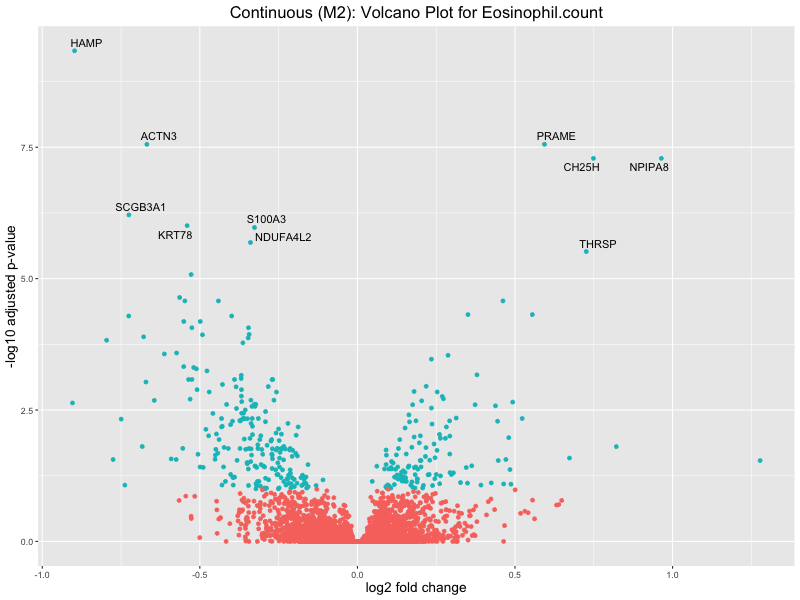 Continuous (M2): Volcano Plot for Eosinophil.count
HAMP
ACTN3
PRAME
CH25H
NPIPA8
SCGB3A1
KRT78
S100A3
NDUFA4L2
THRSP
-log10 adjusted p-value
7.5
5.0
2.5
0.0
-1.0
-0.5
0.0
0.5
1.0
log2 fold change